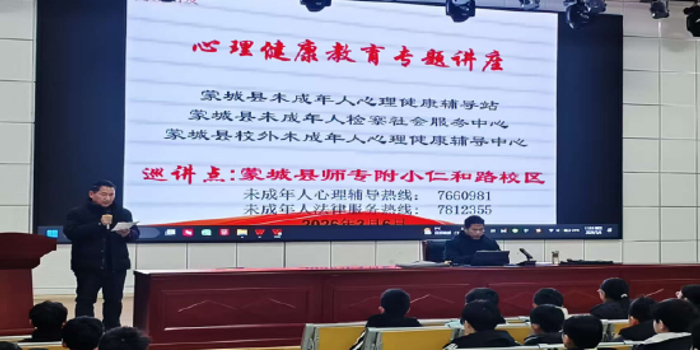 心理健康教育专题讲座
蒙城县未成年人心理健康辅导站
蒙城县未成年人检察社会服务中心
蒙城县校外未成年人心理健康辅导中心
巡讲点:蒙城县师专附小仁和路校区
未成年人心理辅导热线: 7660981
未成年人法律服务热线: 7812355